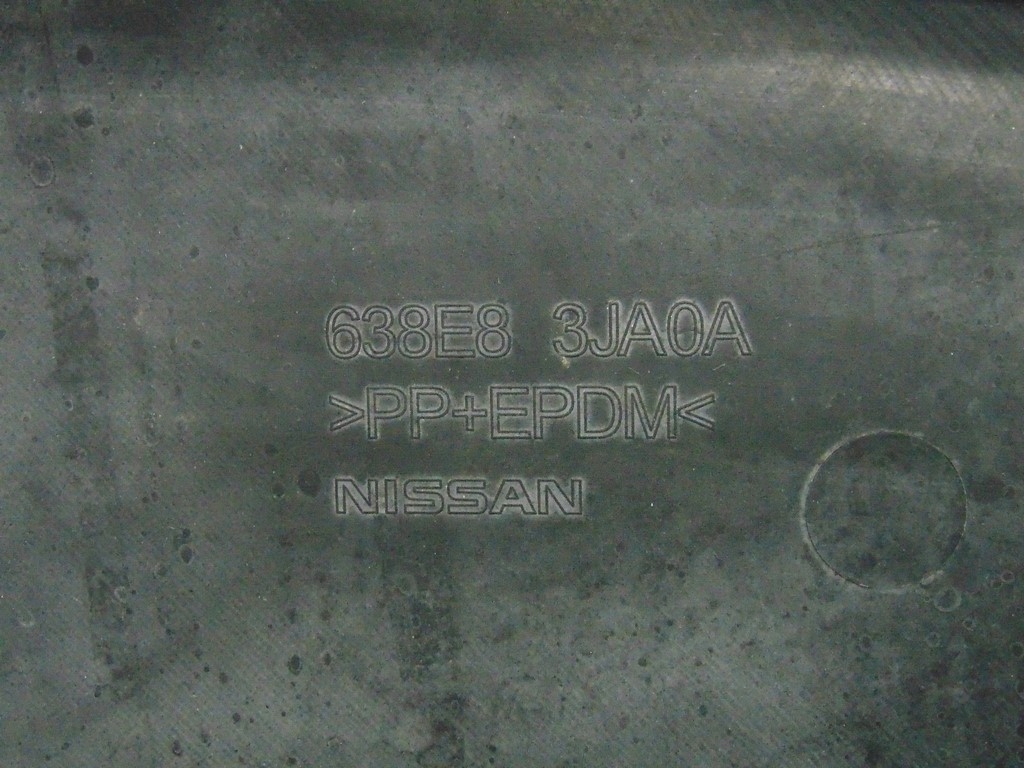 638E8 3JA0A
>PP+EPDM<
NISSAN